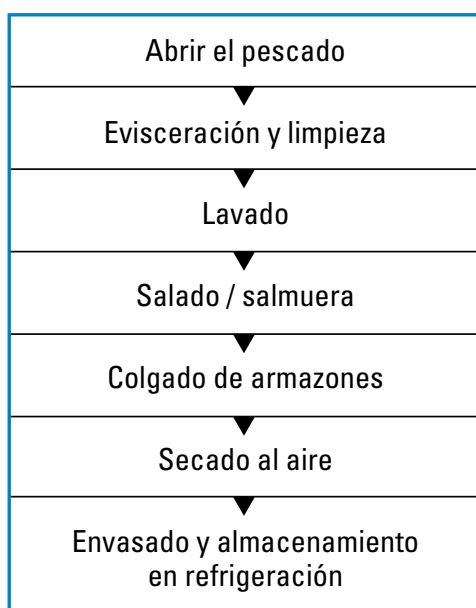 Abrir el pescado
Evisceración y limpieza
Lavado
Salado / salmuera
Colgado de armazones
Secado al aire
Envasado y almacenamiento
en refrigeración